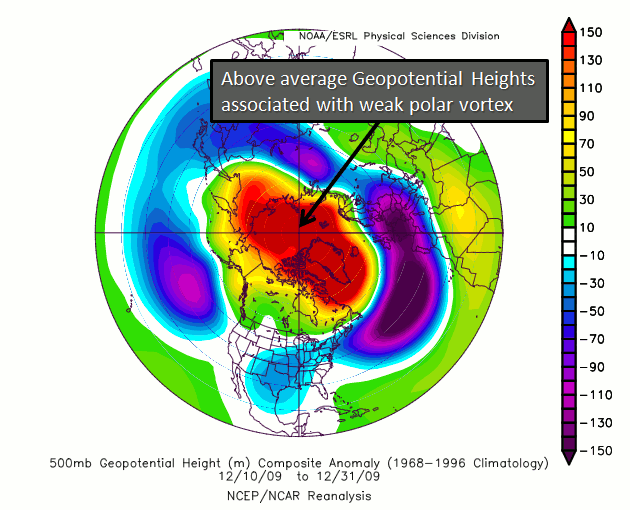 NOAA/ESRL Physical Sciences Division
Above average Geopotential Heights
associated with weak polar vortex
150
130
110
90
70
50
30
10
-10
-30
-50
-70
-90
-110
-130
-150
500mb Geopotential Height (m) Composite Anomaly (1968-1996 Climatology)
12/10/09 to 12/31/09
NCEP/NCAR Reanalysis